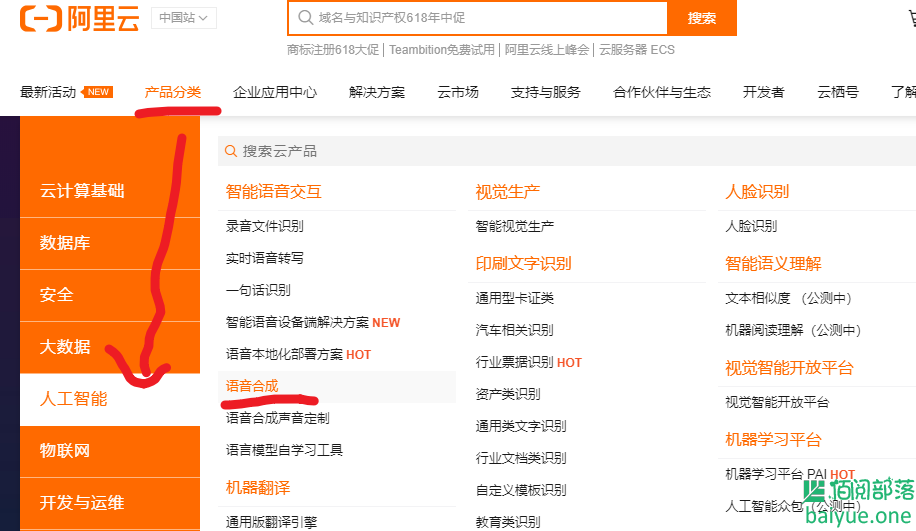 阿里云 中国站 域名与知识产权618年中促 搜索
商标注册618大促 | Teambition免费试用 | 阿里云线上峰会 | 云服务器 ECS
最新活动 NEW 产品分类 企业应用中心 解决方案 云市场 支持与服务 合作伙伴与生态 开发者 云栖号 了解
搜索云产品
云计算基础
数据库
安全
大数据
人工智能
物联网
开发与运维
智能语音交互
录音文件识别
实时语音转写
一句话识别
智能语音设备端解决方案 NEW
语音本地化部署方案 HOT
语音合成
语音合成声音定制
语言模型自学习工具
机器翻译
通用版翻译引擎
视觉生产
智能视觉生产
印刷文字识别
通用型卡证类
汽车相关识别
行业票据识别 HOT
资产类识别
通用类文字识别
行业文档类识别
自定义模板识别
教育类识别
人脸识别
人脸识别
智能语义理解
文本相似度 （公测中）
机器阅读理解（公测中）
视觉智能开放平台
视觉智能开放平台
机器学习平台
机器学习平台 PAI HOT
人工智能众包（公测中）
佰阅部落
baiyue.one